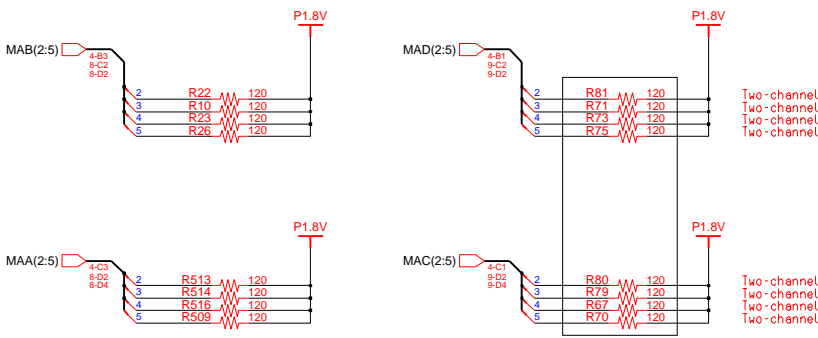 P1.8V
MAB(2:5)
4-B3
8-C2
8-D2
2 R22 120
3 R10 120
4 R23 120
5 R26 120
P1.8V
MAD(2:5)
4-B1
9-C2
9-D2
2 R81 120 Two-channel
3 R71 120 Two-channel
4 R73 120 Two-channel
5 R75 120 Two-channel
P1.8V
MAA(2:5)
4-C3
8-D2
8-D4
2 R513 120
3 R514 120
4 R516 120
5 R509 120
P1.8V
MAC(2:5)
4-C1
9-D2
9-D4
2 R80 120 Two-channel
3 R79 120 Two-channel
4 R67 120 Two-channel
5 R70 120 Two-channel